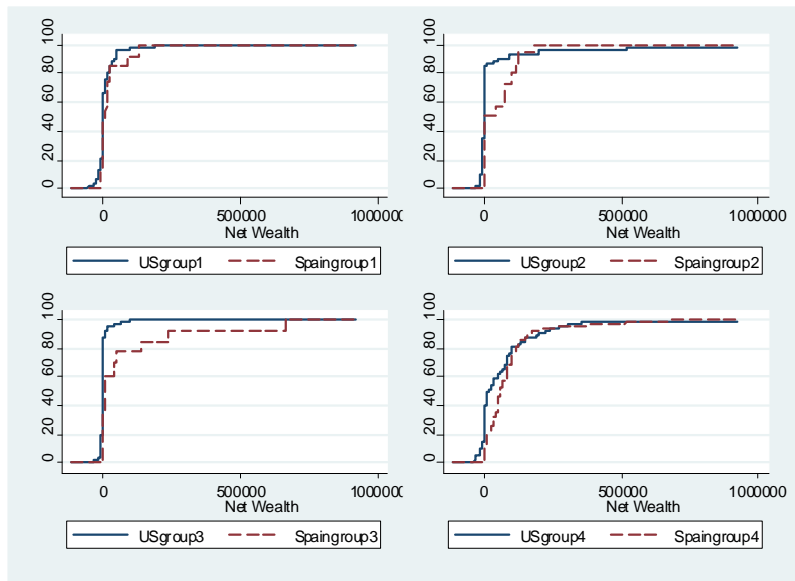 100
80
60
40
20
0
0 500000 1000000
Net Wealth
USgroup1 Spaingroup1
100
80
60
40
20
0
0 500000 1000000
Net Wealth
USgroup2 Spaingroup2
100
80
60
40
20
0
0 500000 1000000
Net Wealth
USgroup3 Spaingroup3
100
80
60
40
20
0
0 500000 1000000
Net Wealth
USgroup4 Spaingroup4